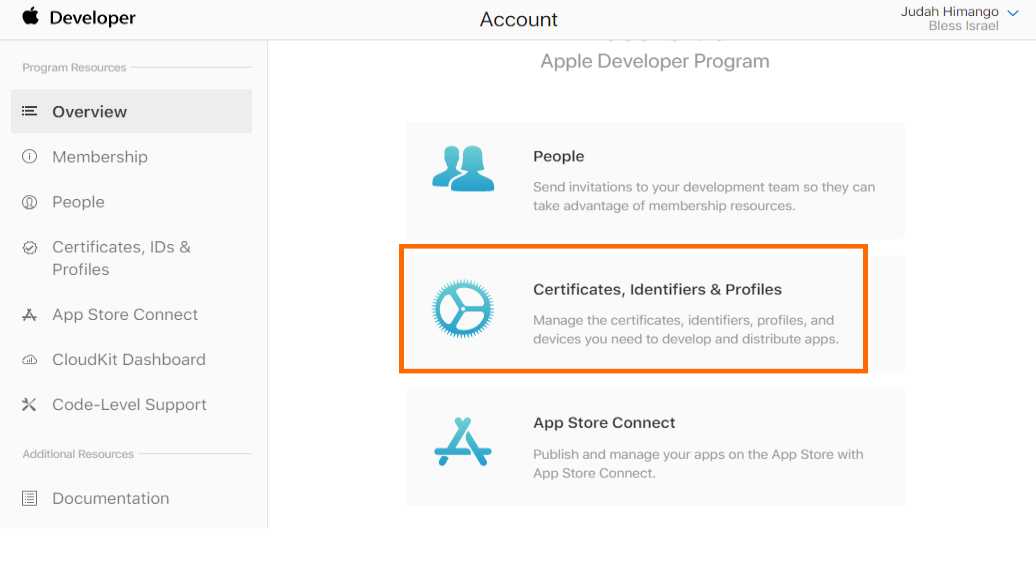 Developer
Account
Judah Himango
Bless Israel
Program Resources
Overview
Membership
People
Certificates, IDs &
Profiles
App Store Connect
CloudKit Dashboard
Code-Level Support
Additional Resources
Documentation
Apple Developer Program
People
Send invitations to your development team so they can
take advantage of membership resources.
Certificates, Identifiers & Profiles
Manage the certificates, identifiers, profiles, and
devices you need to develop and distribute apps.
App Store Connect
Publish and manage your apps on the App Store with
App Store Connect.